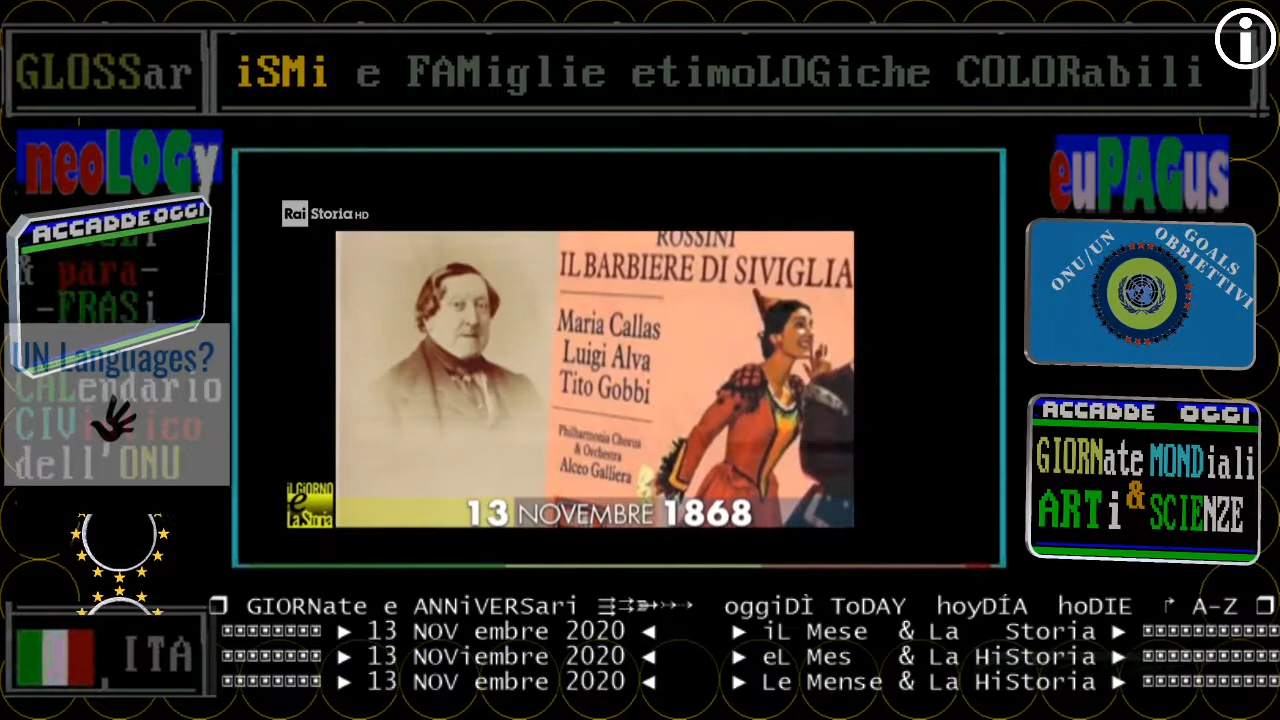 GLOSSar
iSMi e FAMiglie etimoLOGiche COLORabili
neoLOGy
ACCADDE OGGI
& para-
-FRASi
UN Languages?
CALendario
CIVi
ico
dell'ONU
ITA
Rai Storia HD
ROSSINI
IL BARBIERE DI SIVIGLIA
Maria Callas
Luigi Alva
Tito Gobbi
Philharmonia Chorus
& Orchestra
Alceo Galliera
iL GiORNO
è
La Storia
13 NOVEMBRE 1868
euPAGus
ONU/UN
GOALS
OBBIETTIVI
ACCADDE OGGI
GIORNate MONDiali
ARTi & SCIENZE
GIORNate e ANNiVERSari
oggiDÌ ToDAY hoyDÍA hoDIE
A-Z
13 NOV embre 2020
iL Mese & La Storia
13 NOViembre 2020
eL Mes & La HiStoria
13 NOV embre 2020
Le Mense & La HiStoria